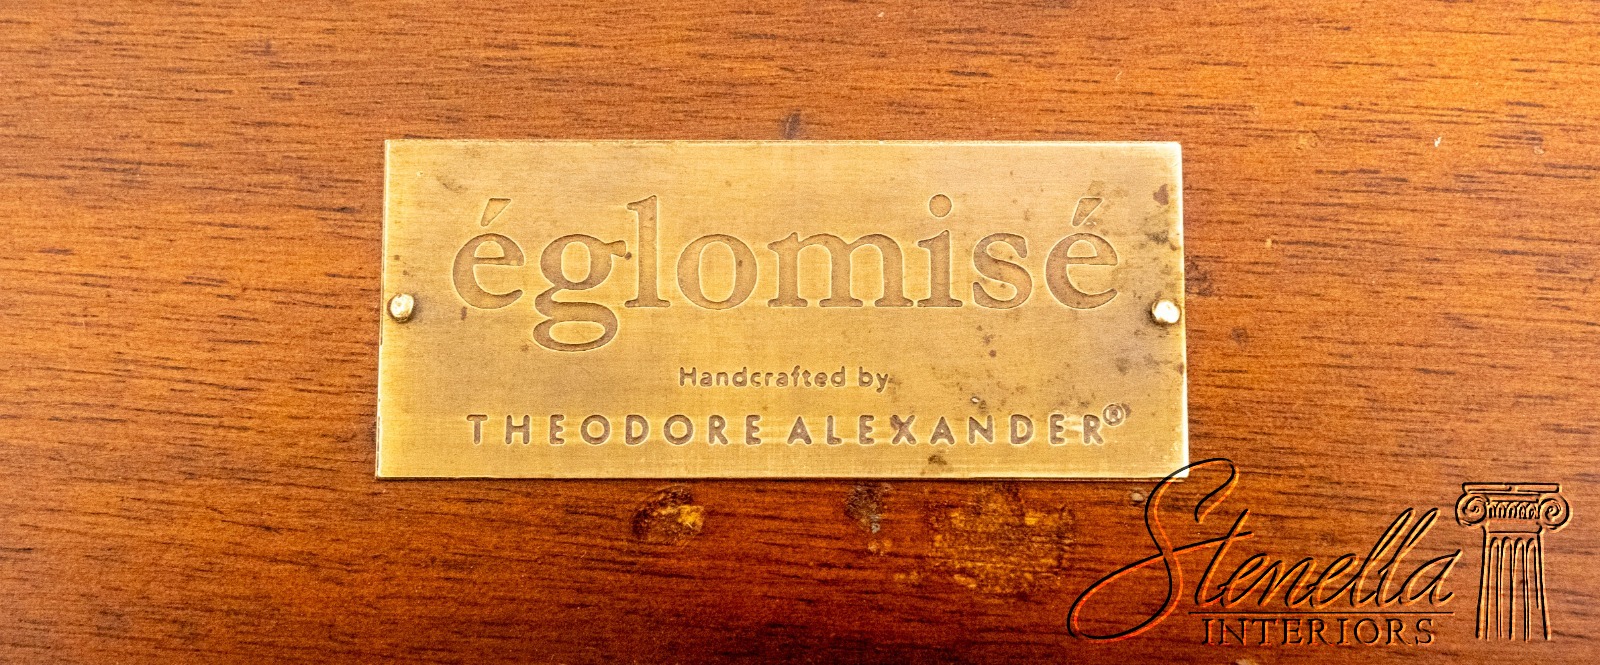 églomisé
Handcrafted by
THEODORE ALEXANDER®
Stenella
INTERIORS